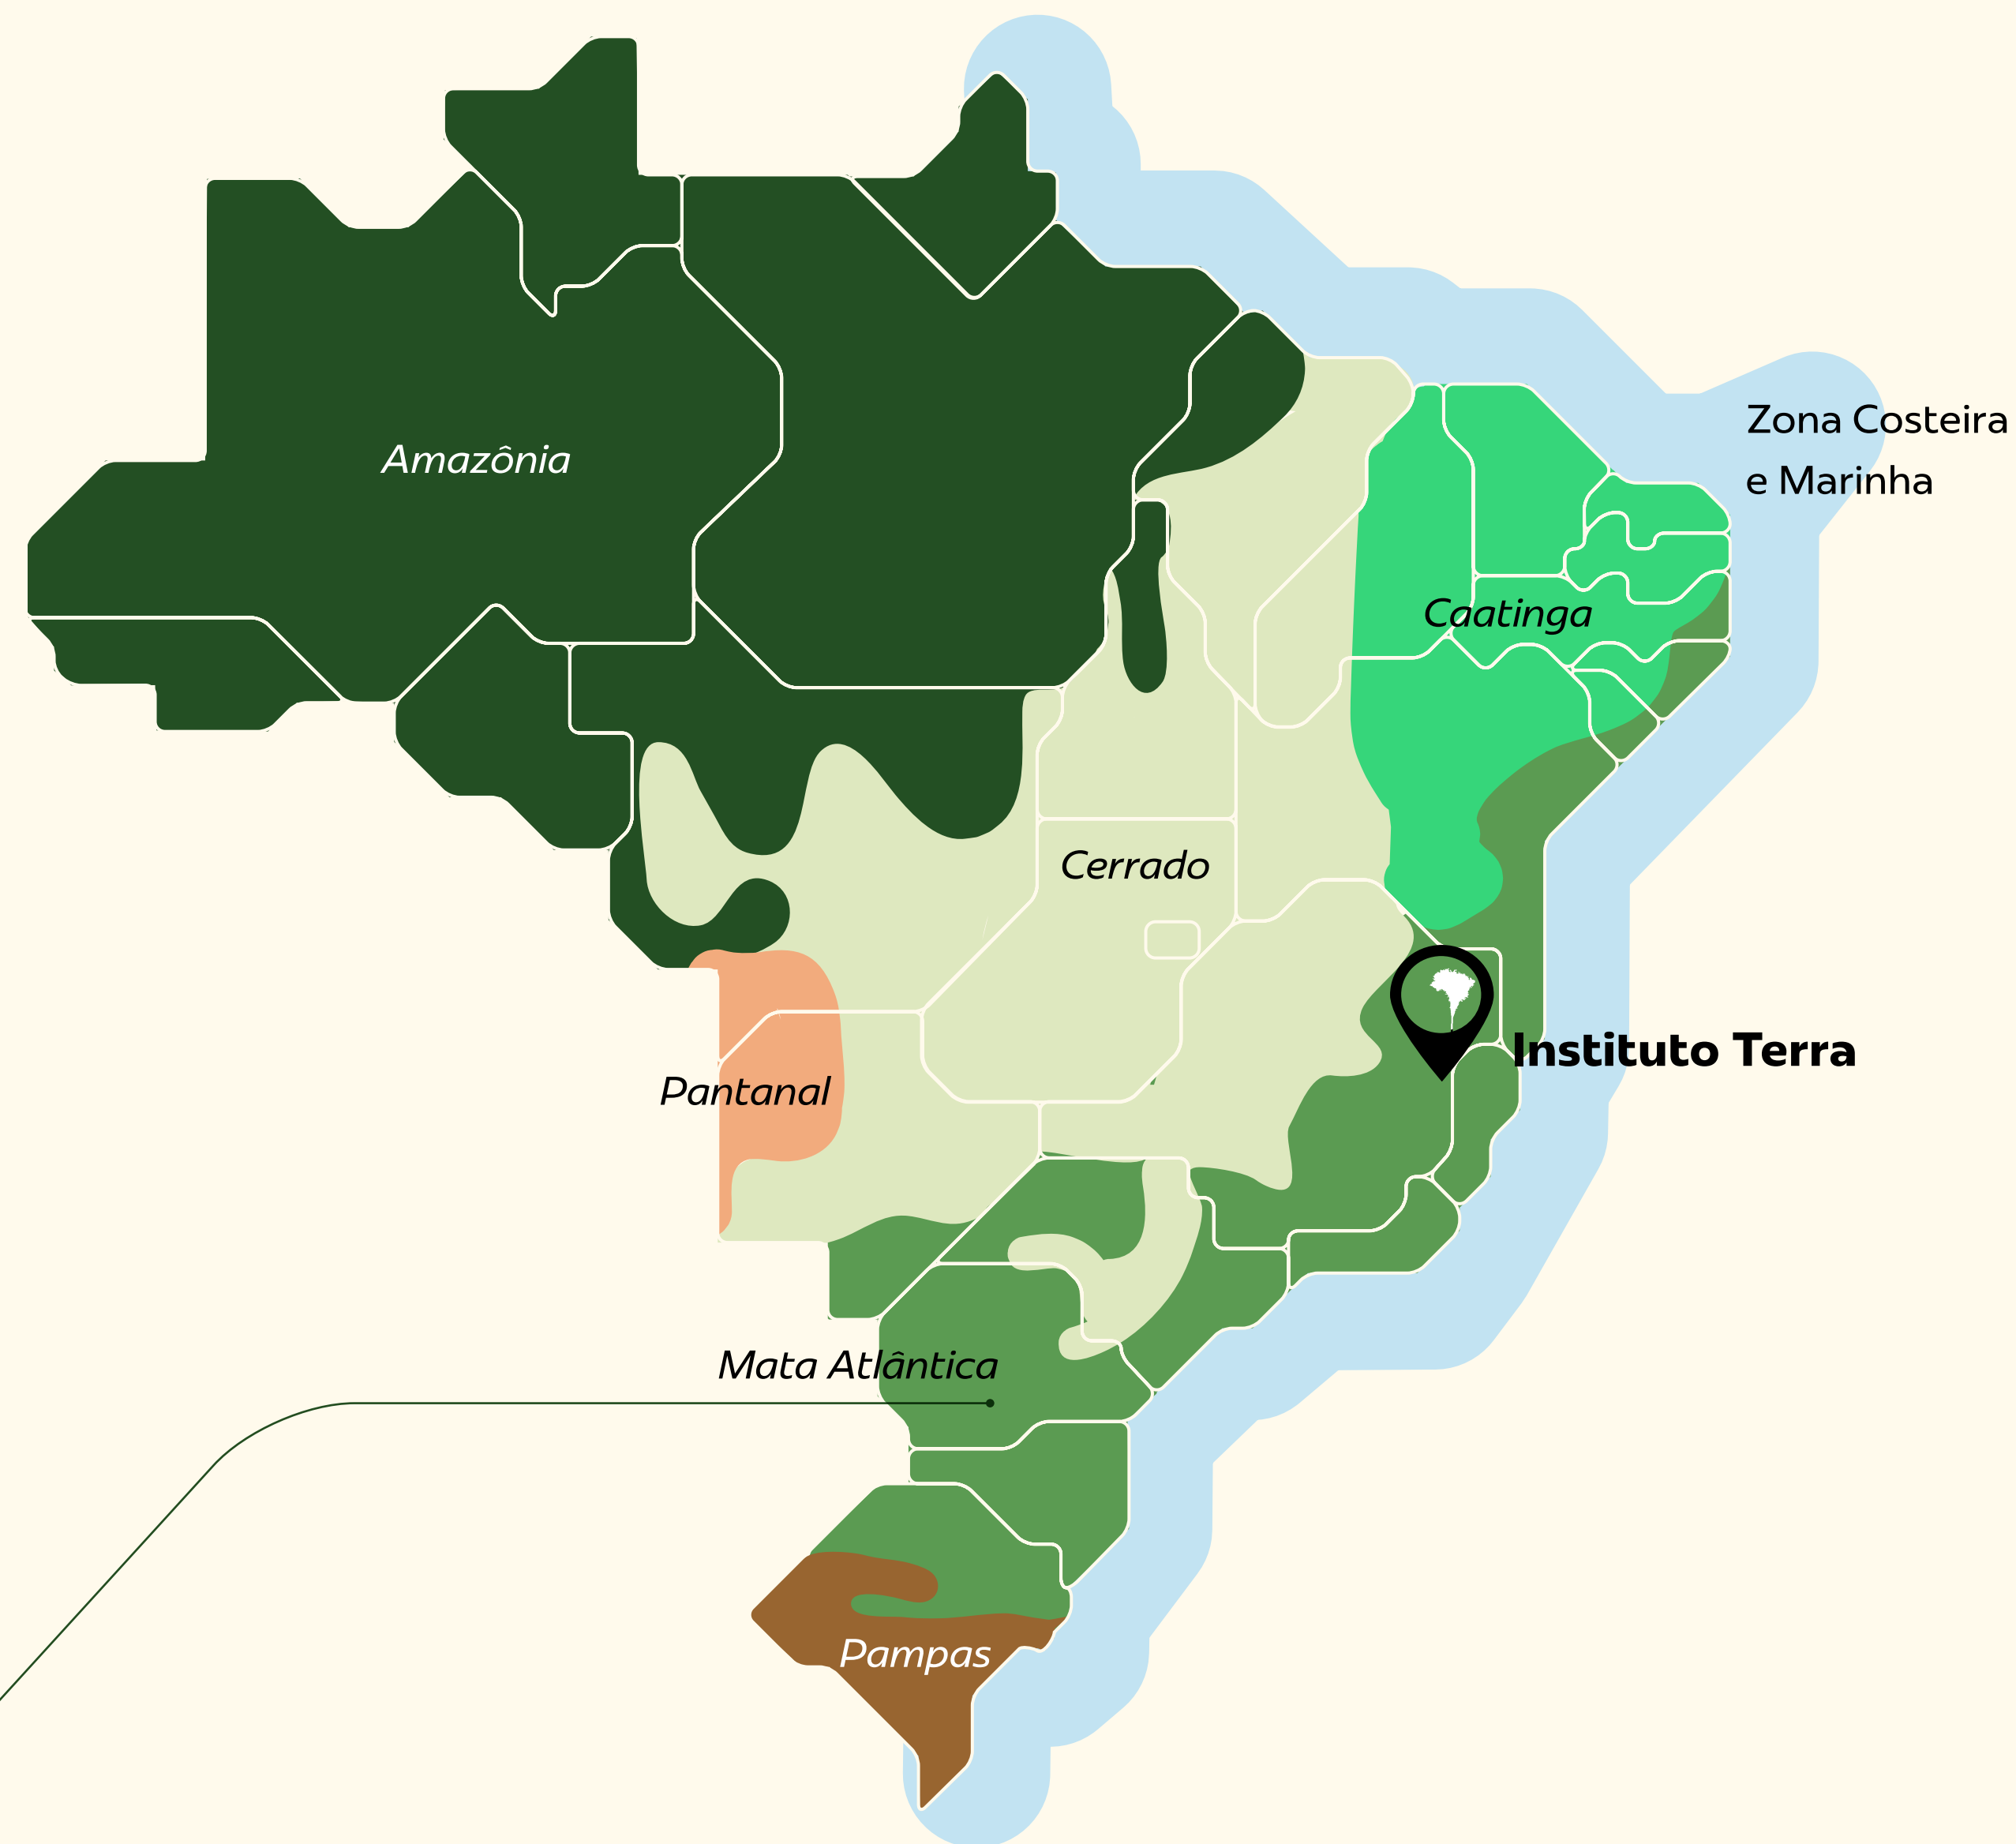 Zona Costeira
e Marinha
Amazônia
Caatinga
Cerrado
Instituto Terra
Pantanal
Mata Atlântica
Pampas